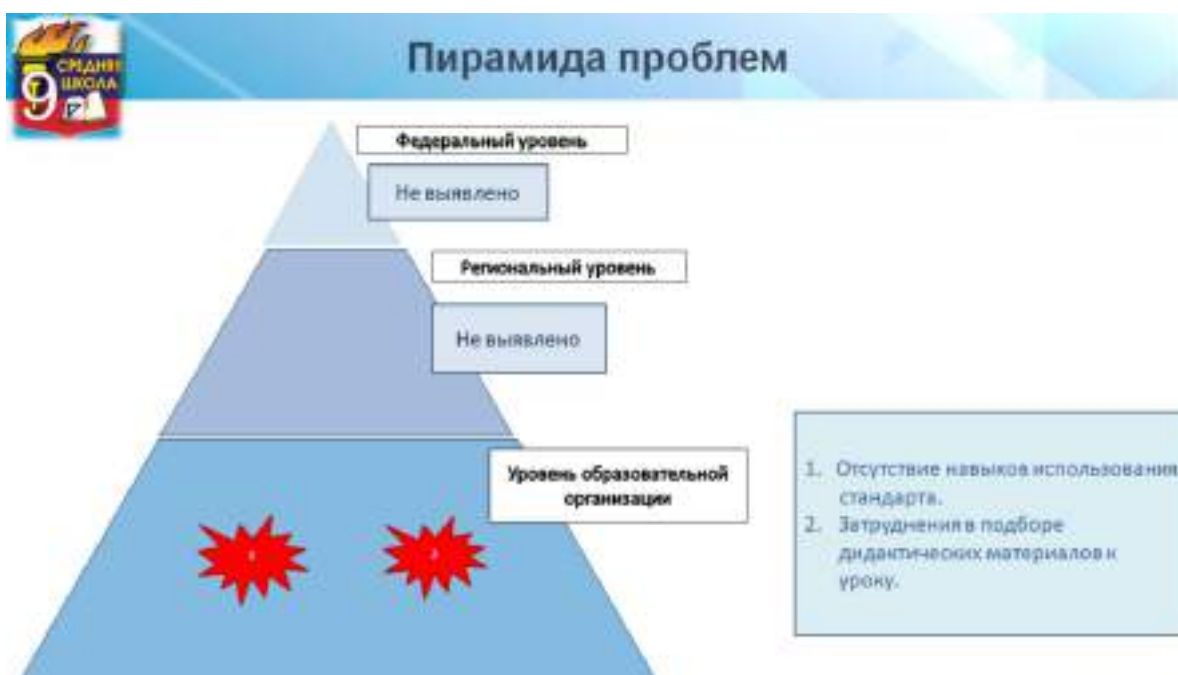 СРЕДНЯЯ
ШКОЛА
9
Пирамида проблем
Федеральный уровень
Не выявлено
Региональный уровень
Не выявлено
Уровень образовательной
организации
1. Отсутствие навыков использования
стандарта.
2. Затруднения в подборе
дидактических материалов к
уроку.